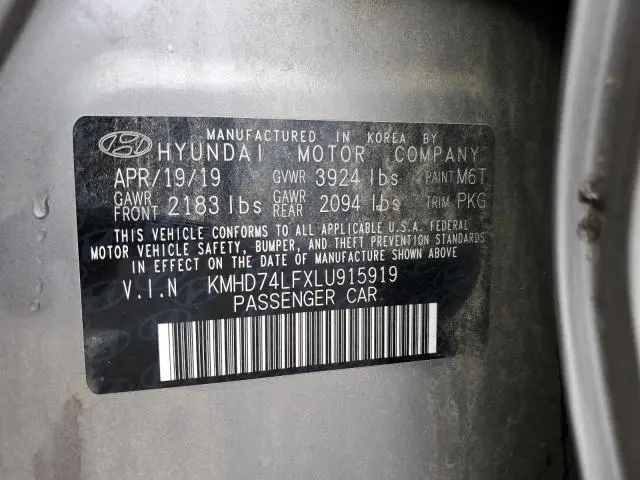 MANUFACTURED IN KOREA BY
HYUNDAI MOTOR COMPANY
APR/19/19 GVWR 3924 lbs PAINT M6T
GAWR FRONT 2183 lbs GAWR REAR 2094 lbs TRIM PKG
THIS VEHICLE CONFORMS TO ALL APPLICABLE U.S.A. FEDERAL
MOTOR VEHICLE SAFETY, BUMPER, AND THEFT PREVENTION STANDARDS
IN EFFECT ON THE DATE OF MANUFACTURE SHOWN ABOVE
V.I.N KMHD74LFXLU915919
PASSENGER CAR